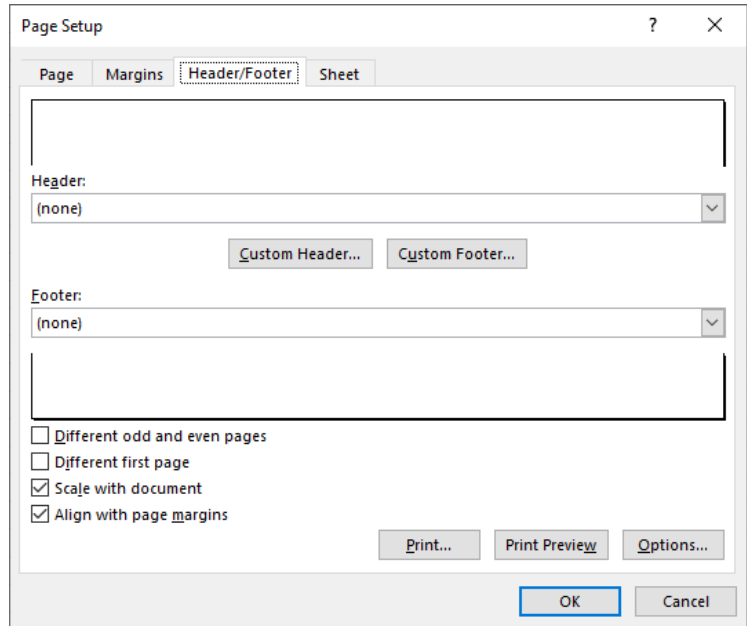 Page Setup ? ×
Page Margins Header/Footer Sheet
Header:
(none)
Custom Header... Custom Footer...
Footer:
(none)
Different odd and even pages
Different first page
Scale with document
Align with page margins
Print... Print Preview Options...
OK Cancel